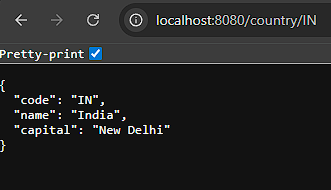 localhost:8080/country/IN
Pretty-print
{
  "code": "IN",
  "name": "India",
  "capital": "New Delhi"
}